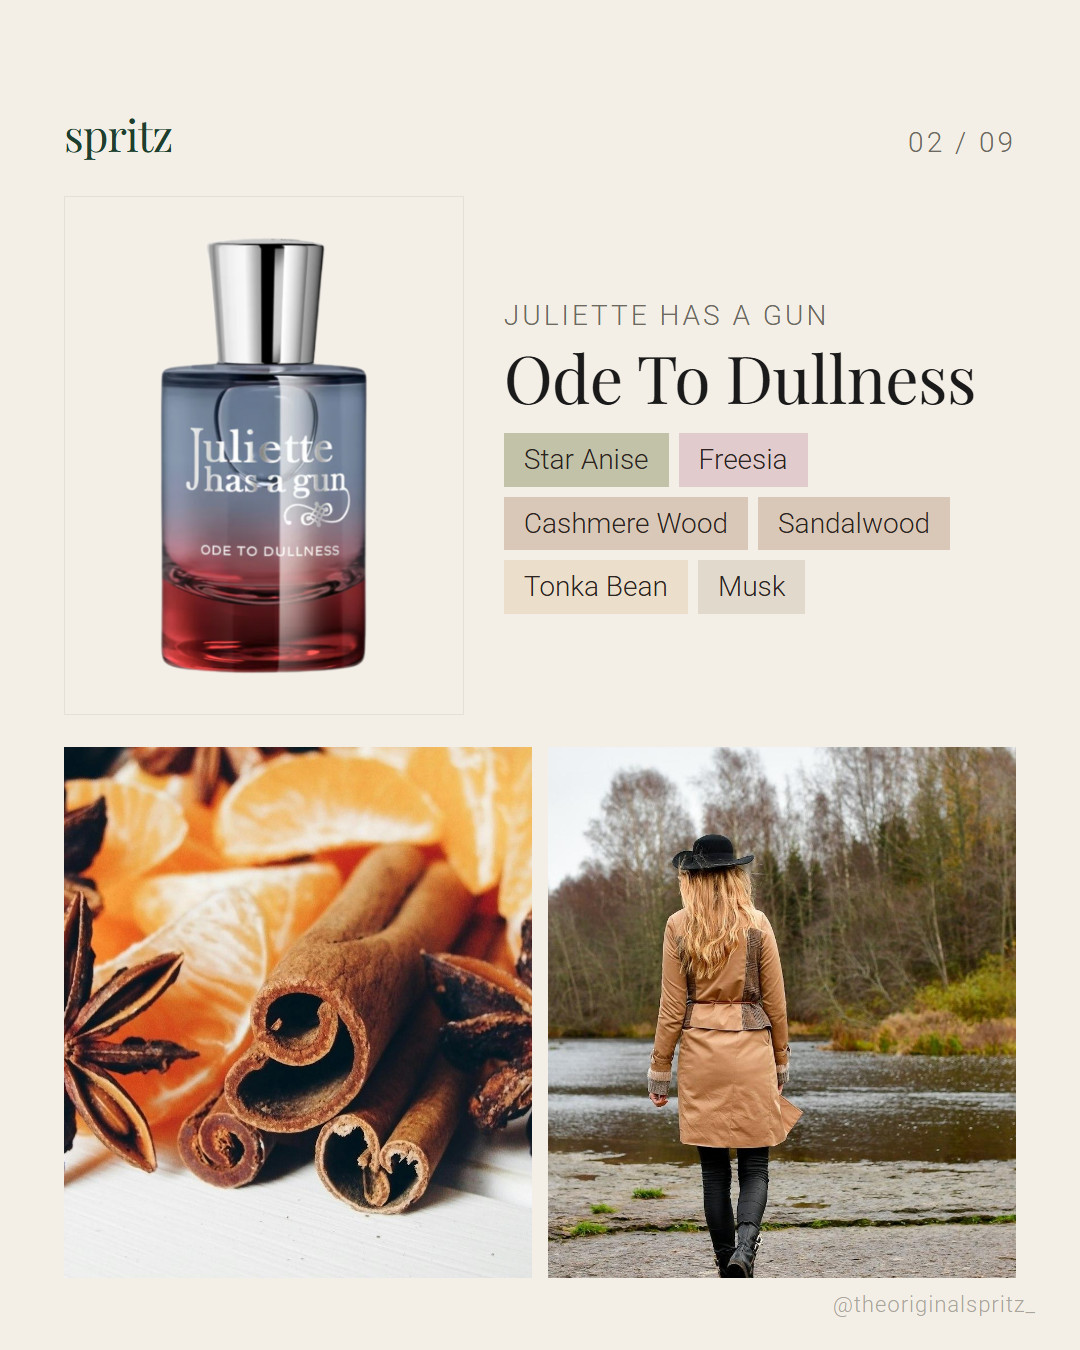 spritz
02 / 09
Juliette
has a gun
ODE TO DULLNESS
JULIETTE HAS A GUN
Ode To Dullness
Star Anise
Freesia
Cashmere Wood
Sandalwood
Tonka Bean
Musk
@theoriginalspritz_